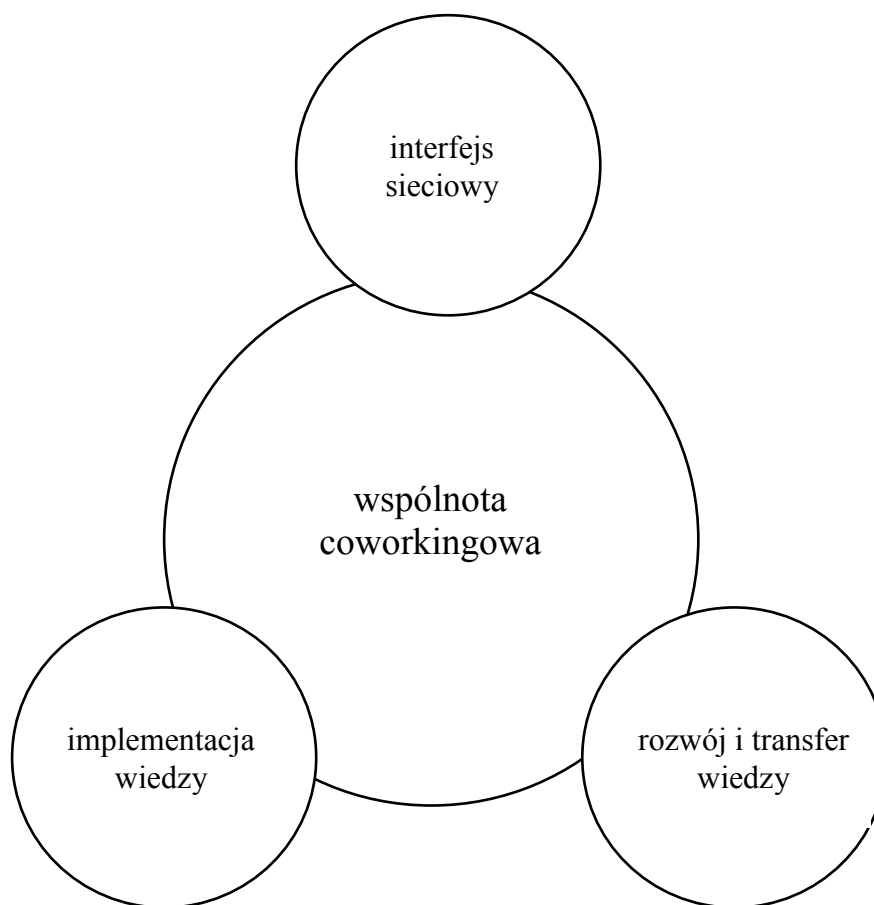 interfejs
sieciowy
wspólnota
coworkingowa
implementacja
wiedzy
rozwój i transfer
wiedzy